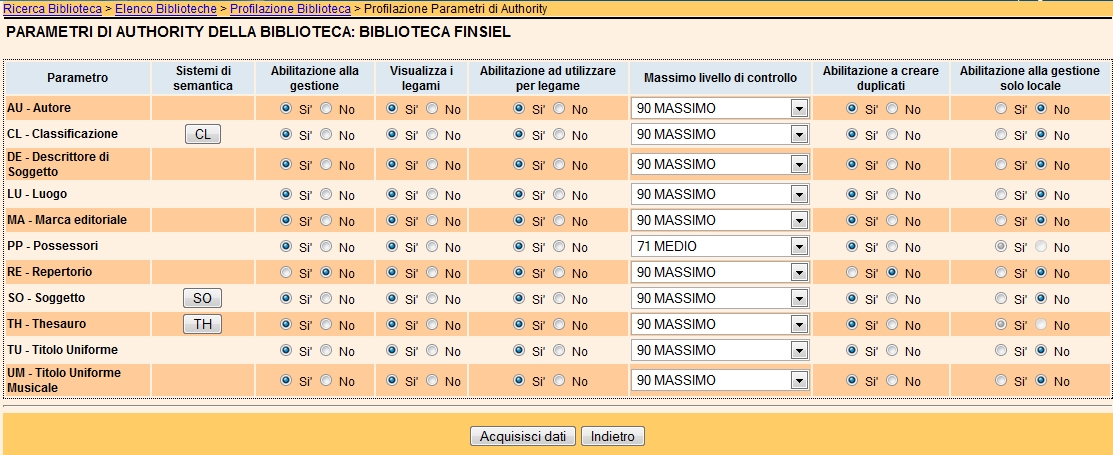 Ricerca Biblioteca > Elenco Biblioteche > Profilazione Biblioteca > Profilazione Parametri di Authority
PARAMETRI DI AUTHORITY DELLA BIBLIOTECA: BIBLIOTECA FINSIEL
Parametro Sistemi di semantica Abilitazione alla gestione Visualizza i legami Abilitazione ad utilizzare per legame Massimo livello di controllo Abilitazione a creare duplicati Abilitazione alla gestione solo locale
AU - Autore Si' No Si' No Si' No 90 MASSIMO Si' No Si' No
CL - Classificazione CL Si' No Si' No Si' No 90 MASSIMO Si' No Si' No
DE - Descrittore di Soggetto Si' No Si' No Si' No 90 MASSIMO Si' No Si' No
LU - Luogo Si' No Si' No Si' No 90 MASSIMO Si' No Si' No
MA - Marca editoriale Si' No Si' No Si' No 90 MASSIMO Si' No Si' No
PP - Possessori Si' No Si' No Si' No 71 MEDIO Si' No Si' No
RE - Repertorio Si' No Si' No Si' No 90 MASSIMO Si' No Si' No
SO - Soggetto SO Si' No Si' No Si' No 90 MASSIMO Si' No Si' No
TH - Thesauro TH Si' No Si' No Si' No 90 MASSIMO Si' No Si' No
TU - Titolo Uniforme Si' No Si' No Si' No 90 MASSIMO Si' No Si' No
UM - Titolo Uniforme Musicale Si' No Si' No Si' No 90 MASSIMO Si' No Si' No
Acquisisci dati Indietro